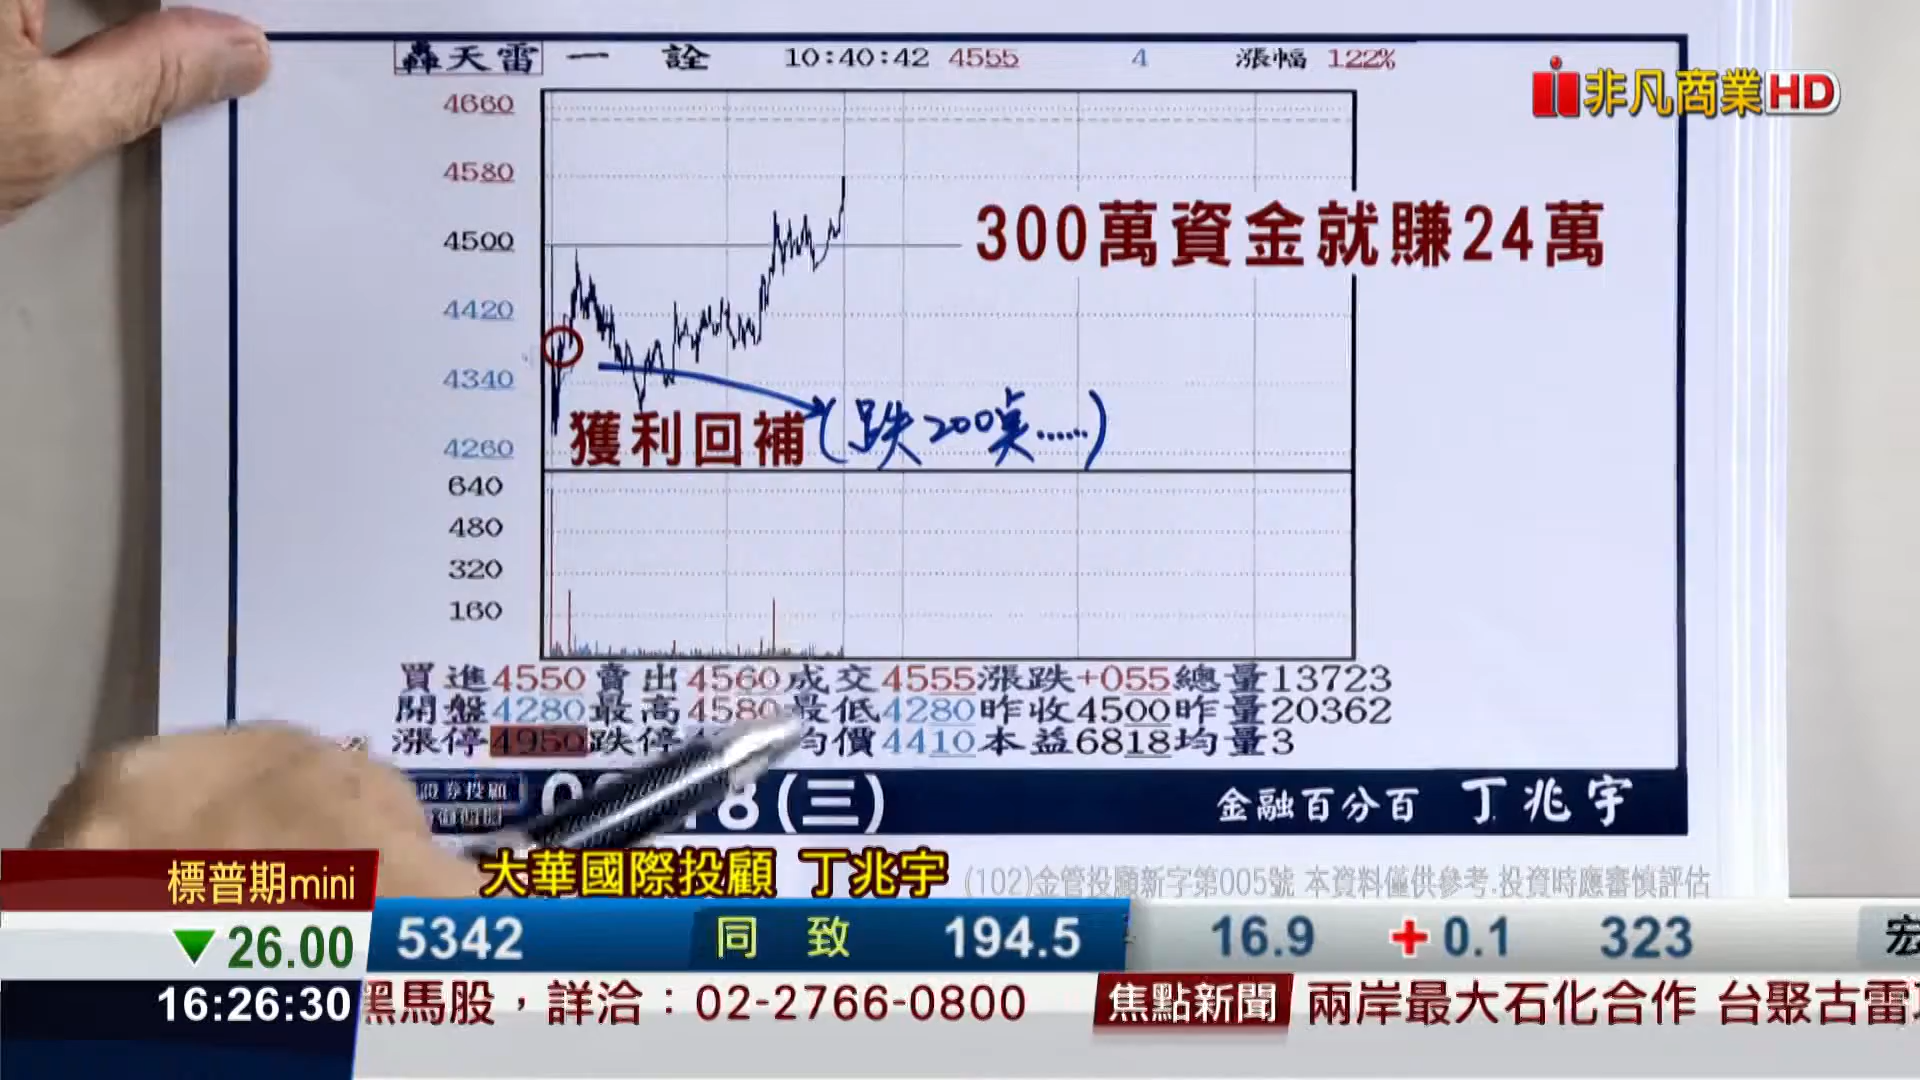 轟天雷 一 詮 10:40:42 4555 4 漲幅 122%
非凡商業HD
4660
4580
4500
300萬資金就賺24萬
4420
4340
獲利回補(跌200點……)
4260
640
480
320
160
買進4550賣出4560成交4555漲跌+055總量13723
開盤4280最高4580最低4280昨收4500昨量20362
漲停4950跌停 均價4410本益6818均量3
證券投顧
8(三)
金融百分百 丁兆宇
大華國際投顧 丁兆宇
(102)金管投顧新字第005號 本資料僅供參考.投資時應審慎評估
標普期mini
▼26.00
5342 同致 194.5 16.9 +0.1 323 宏
16:26:30
黑馬股，詳洽：02-2766-0800
焦點新聞 兩岸最大石化合作 台聚古雷